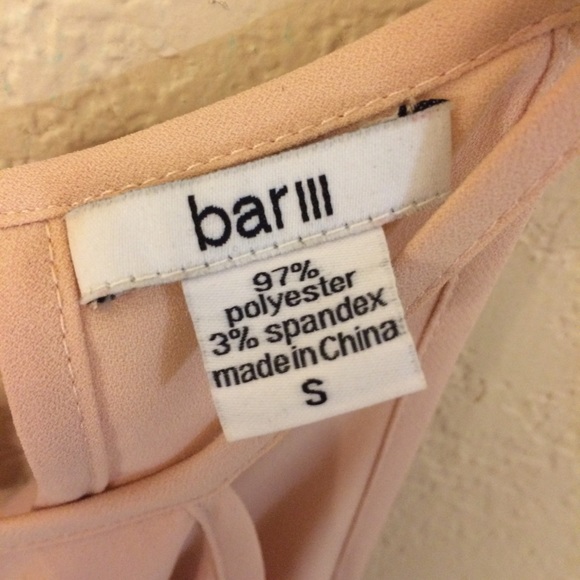 bar III
97%
polyester
3% spandex
made in China
S